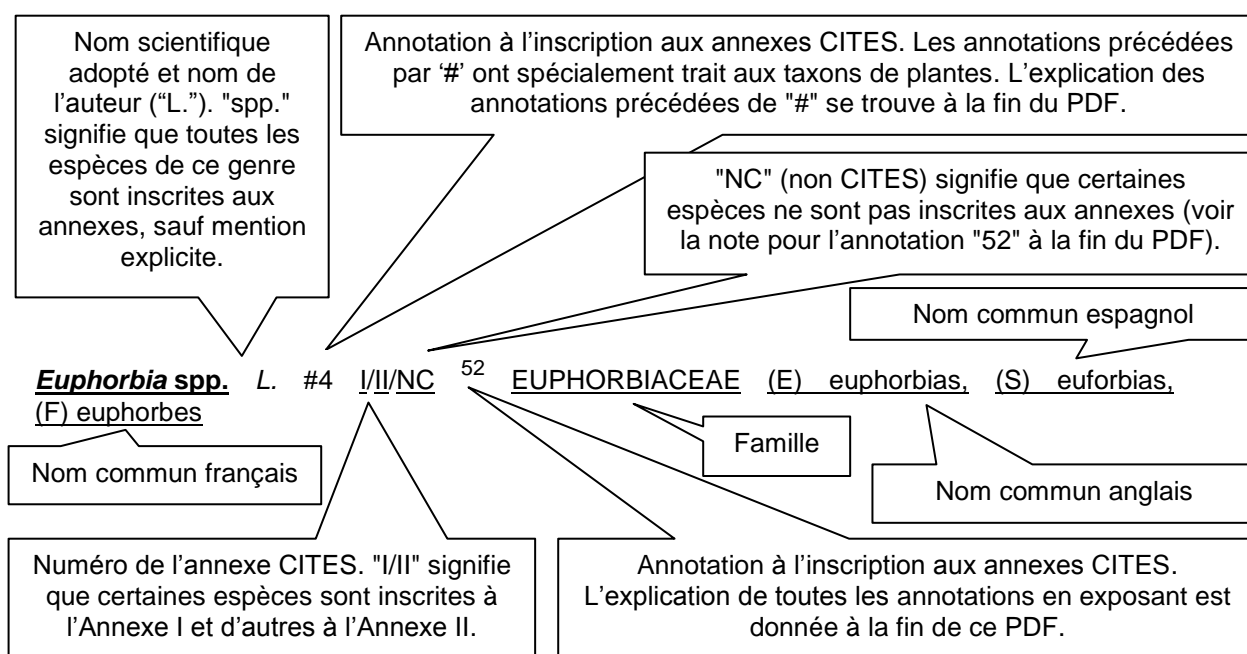 Nom scientifique
adopté et nom de
l’auteur (“L.”). "spp."
signifie que toutes les
espèces de ce genre
sont inscrites aux
annexes, sauf mention
explicite.
Annotation à l’inscription aux annexes CITES. Les annotations précédées
par ‘#’ ont spécialement trait aux taxons de plantes. L’explication des
annotations précédées de "#" se trouve à la fin du PDF.
"NC" (non CITES) signifie que certaines
espèces ne sont pas inscrites aux annexes (voir
la note pour l’annotation "52" à la fin du PDF).
Nom commun espagnol
Euphorbia spp. L. #4 I/II/NC 52 EUPHORBIACEAE (E) euphorbias, (S) euforbias,
(F) euphorbes
Nom commun français
Famille
Nom commun anglais
Numéro de l’annexe CITES. "I/II" signifie
que certaines espèces sont inscrites à
l’Annexe I et d’autres à l’Annexe II.
Annotation à l’inscription aux annexes CITES.
L’explication de toutes les annotations en exposant est
donnée à la fin de ce PDF.